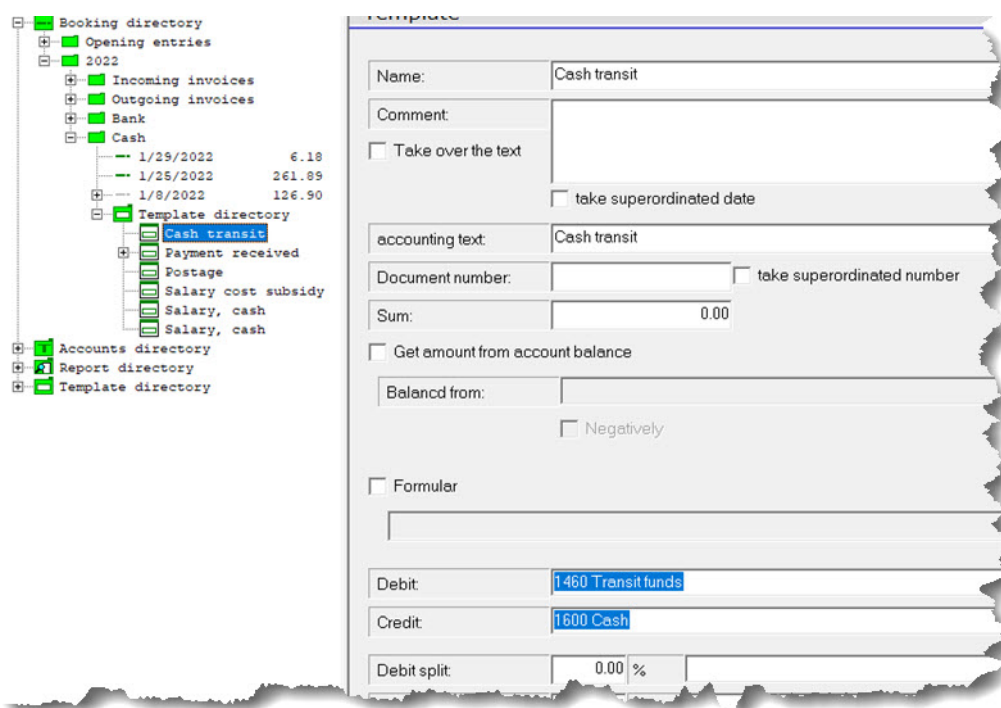 Template
Booking directory
Opening entries
2022
Incoming invoices
Outgoing invoices
Bank
Cash
1/29/2022 6.18
1/25/2022 261.89
1/8/2022 126.90
Template directory
Cash transit
Payment received
Postage
Salary cost subsidy
Salary, cash
Salary, cash
Accounts directory
Report directory
Template directory
Name: Cash transit
Comment:
Take over the text
take superordinated date
accounting text: Cash transit
Document number: take superordinated number
Sum: 0.00
Get amount from account balance
Balancd from:
Negatively
Formular
Debit: 1460 Transit funds
Credit: 1600 Cash
Debit split: 0.00 %